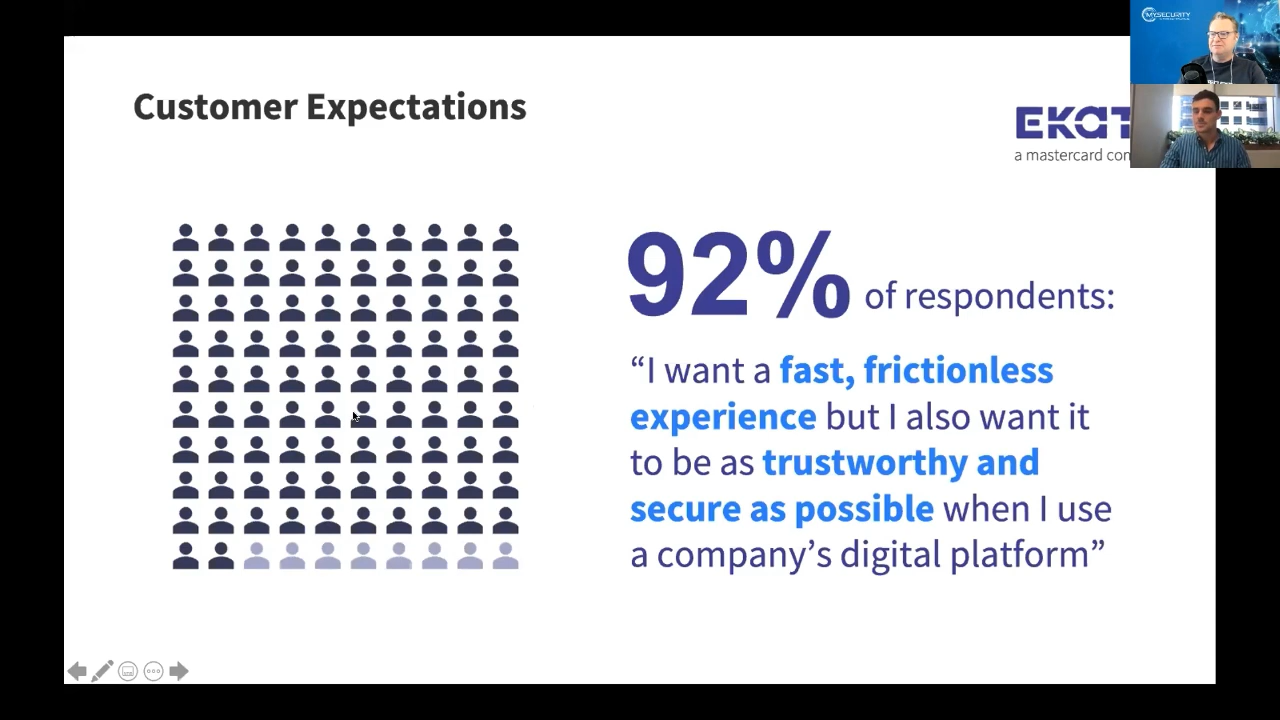 Customer Expectations
EKAT
a mastercard con
MYSECURITY
92% of respondents:
“I want a fast, frictionless
experience but I also want it
to be as trustworthy and
secure as possible when I use
a company’s digital platform”